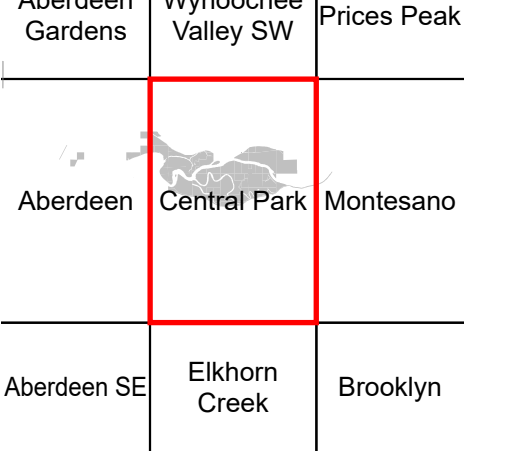 Aberdeen
Gardens
Wynoochee
Valley SW
Prices Peak
Aberdeen
Central Park
Montesano
Aberdeen SE
Elkhorn
Creek
Brooklyn